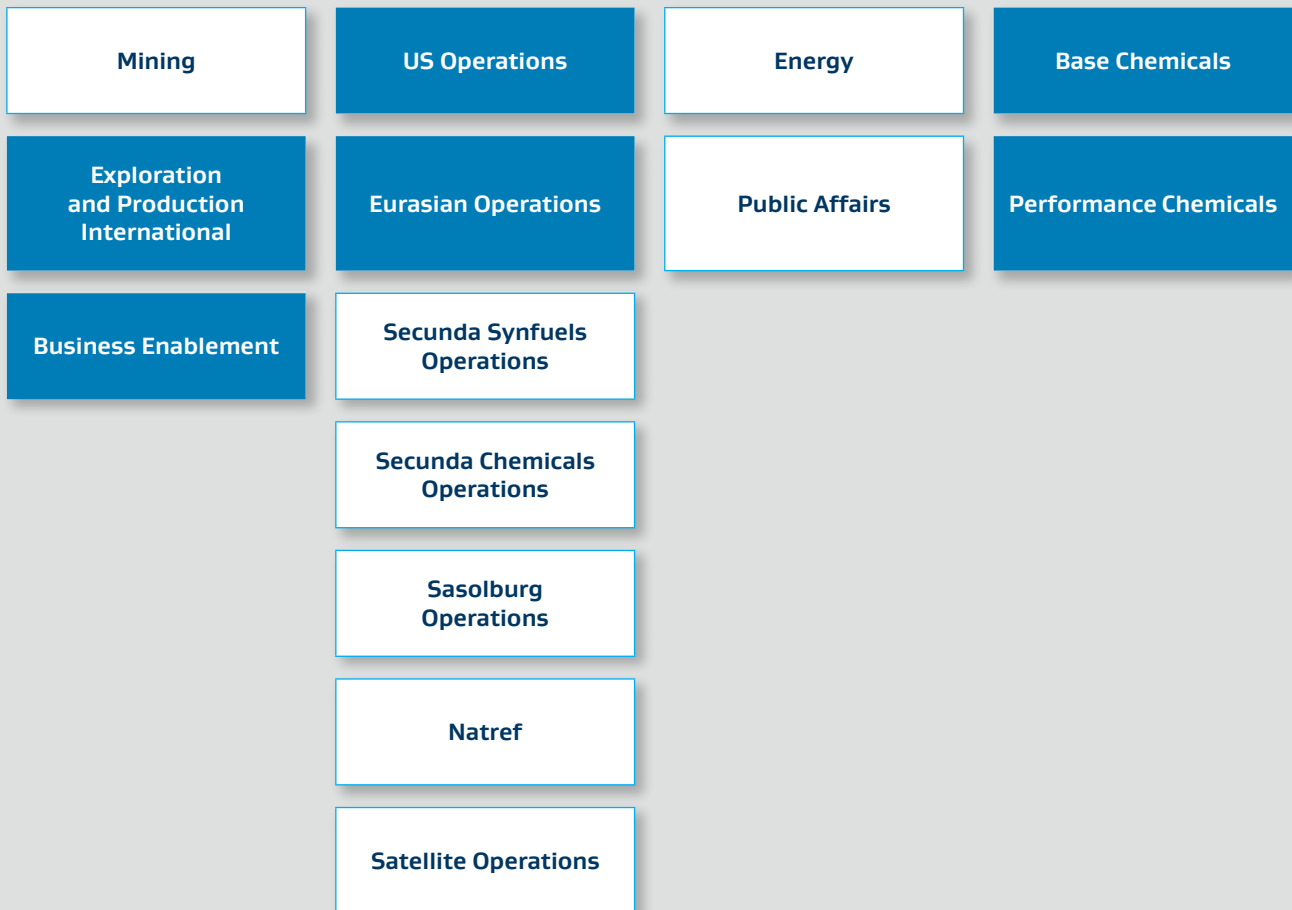 Mining
US Operations
Energy
Base Chemicals
Exploration
and Production
International
Eurasian Operations
Public Affairs
Performance Chemicals
Business Enablement
Secunda Synfuels
Operations
Secunda Chemicals
Operations
Sasolburg
Operations
Natref
Satellite Operations